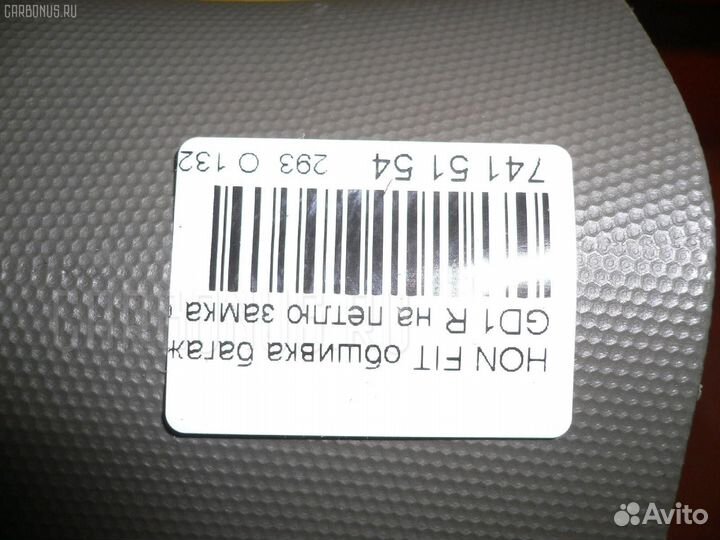 CARBONUS.RU
HON FIT обшивка багаж
GD1 R на петлю замка
741 51 54 293 O 132
Avito